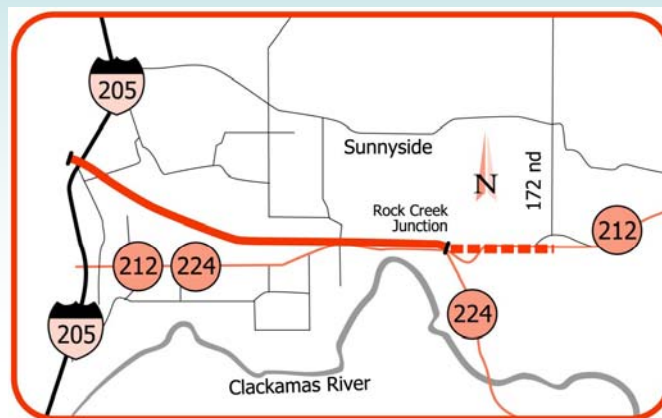 205
Sunnyside
N
172 nd
Rock Creek
Junction
212
212
224
224
205
Clackamas River